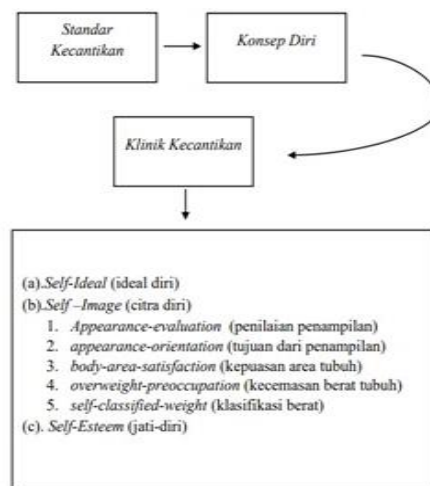 Standar
Kecantikan
Konsep Diri
Klinik Kecantikan
(a).Self-Ideal (ideal diri)
(b).Self –Image (citra diri)
1. Appearance-evaluation (penilaian penampilan)
2. appearance-orientation (tujuan dari penampilan)
3. body-area-satisfaction (kepuasan area tubuh)
4. overweight-preoccupation (kecemasan berat tubuh)
5. self-classified-weight (klasifikasi berat)
(c). Self-Esteem (jati-diri)